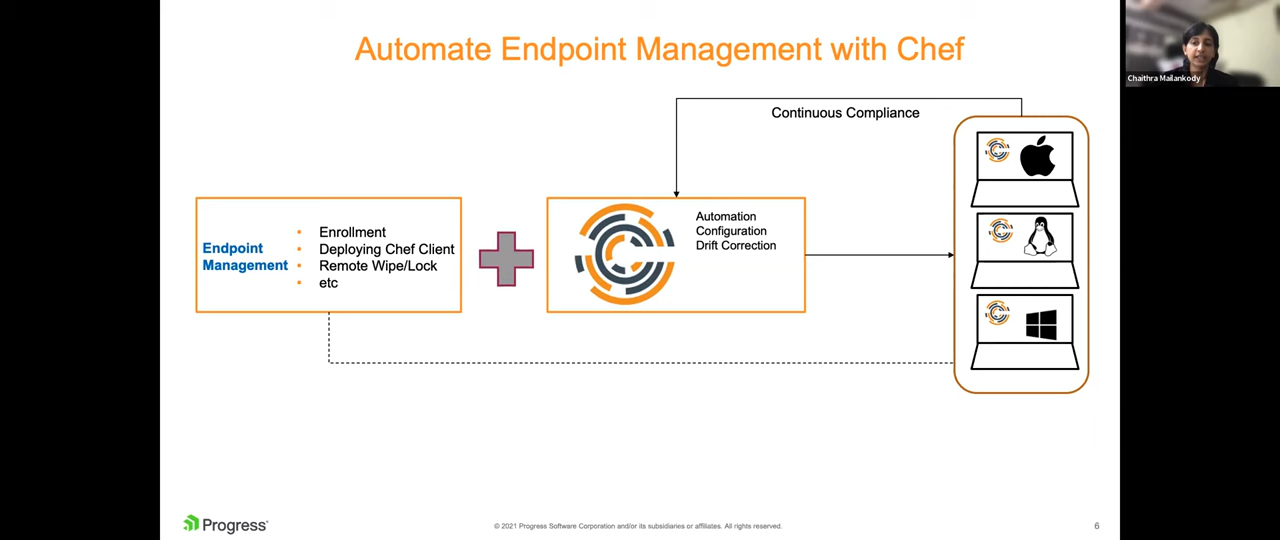 Automate Endpoint Management with Chef
Chaithra Mailankody
Continuous Compliance
Endpoint
Management
• Enrollment
• Deploying Chef Client
• Remote Wipe/Lock
• etc
Automation
Configuration
Drift Correction
Progress®
© 2021 Progress Software Corporation and/or its subsidiaries or affiliates. All rights reserved.
6